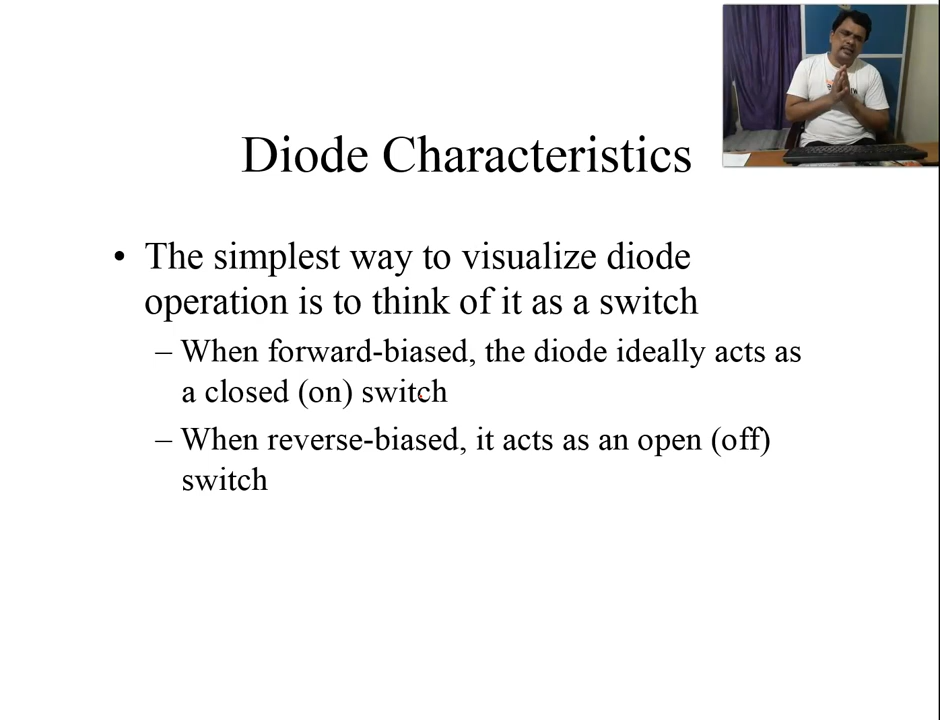 Diode Characteristics
• The simplest way to visualize diode
operation is to think of it as a switch
– When forward-biased, the diode ideally acts as
a closed (on) switch
– When reverse-biased, it acts as an open (off)
switch